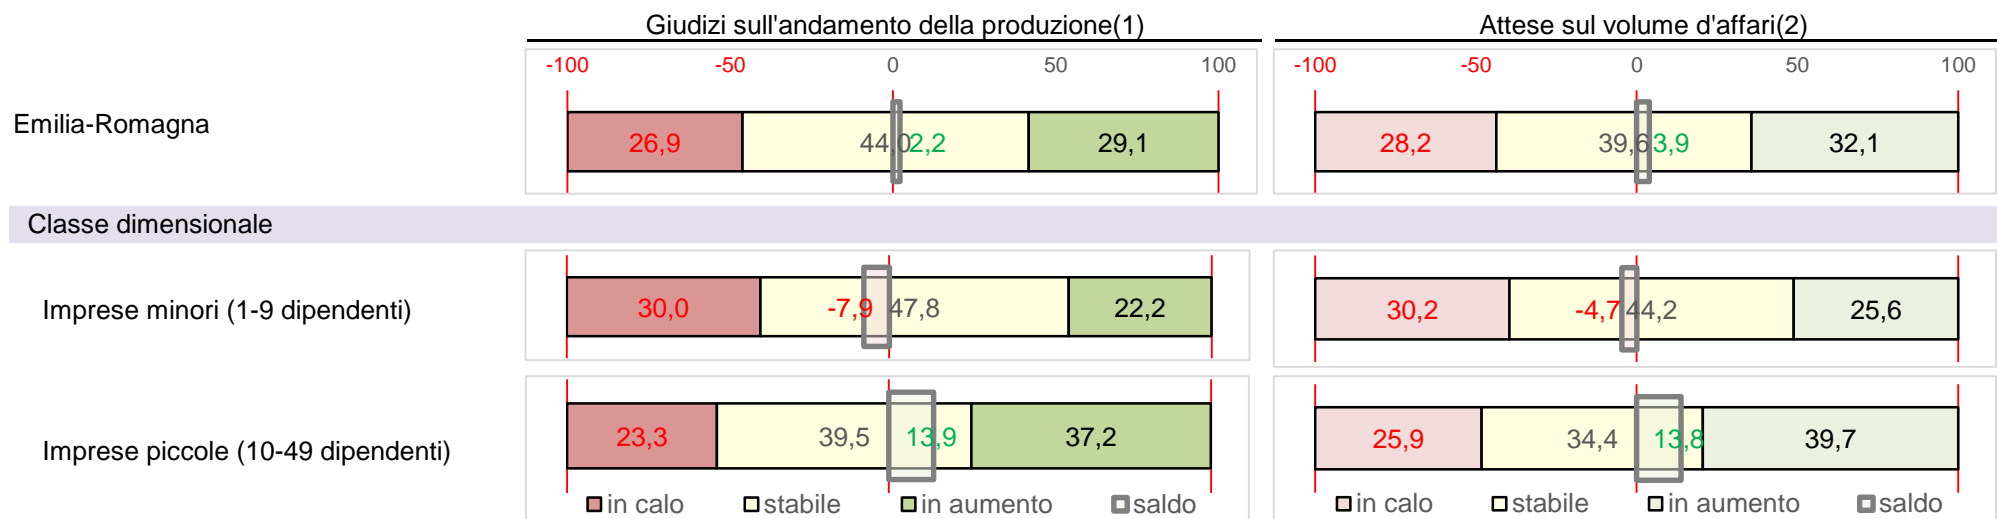 Giudizi sull'andamento della produzione(1) Attese sul volume d'affari(2)
-100 -50 0 50 100 -100 -50 0 50 100
Emilia-Romagna 26,9 44,0 2,2 29,1 28,2 39,6 3,9 32,1
Classe dimensionale
Imprese minori (1-9 dipendenti) 30,0 -7,9 47,8 22,2 30,2 -4,7 44,2 25,6
Imprese piccole (10-49 dipendenti) 23,3 39,5 13,9 37,2 25,9 34,4 13,8 39,7
in calo stabile in aumento saldo in calo stabile in aumento saldo